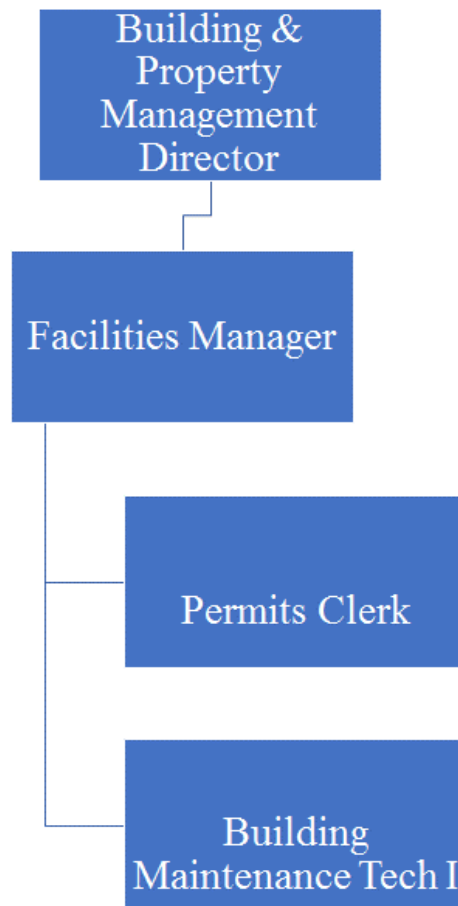 Building &
Property
Management
Director
Facilities Manager
Permits Clerk
Building
Maintenance Tech I